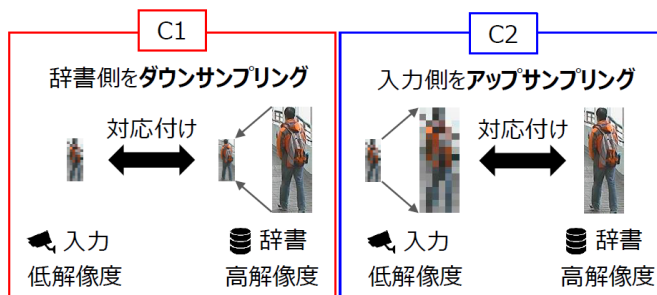 C1
辞書側をダウンサンプリング
対応付け
入力
低解像度
辞書
高解像度
C2
入力側をアップサンプリング
対応付け
入力
低解像度
辞書
高解像度